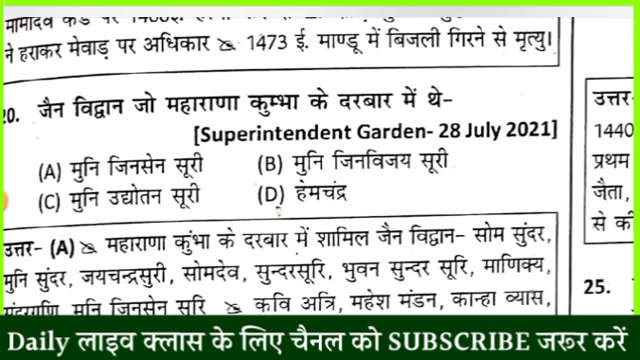 ने हराकर मेवाड़ पर अधिकार 1473 ई. माण्डू में बिजली गिरने से मृत्यु।
20. जैन विद्वान जो महाराणा कुम्भा के दरबार में थे–
[Superintendent Garden- 28 July 2021]
(A) मुनि जिनसेन सूरी (B) मुनि जिनविजय सूरी
(C) मुनि उद्योतन सूरी (D) हेमचंद्र
उत्तर– (A) महाराणा कुंभा के दरबार में शामिल जैन विद्वान– सोम सुंदर,
मुनि सुंदर, जयचन्द्रसुरी, सोमदेव, सुन्दरसूरि, भुवन सुन्दर सूरि, माणिक्य,
मुनि जिनसेन सूरि कवि अत्रि, महेश मंडन, कान्हा व्यास,
उत्तर-
1440
प्रथम
जैता,
से की
25.
Daily लाइव क्लास के लिए चैनल को SUBSCRIBE जरूर करें